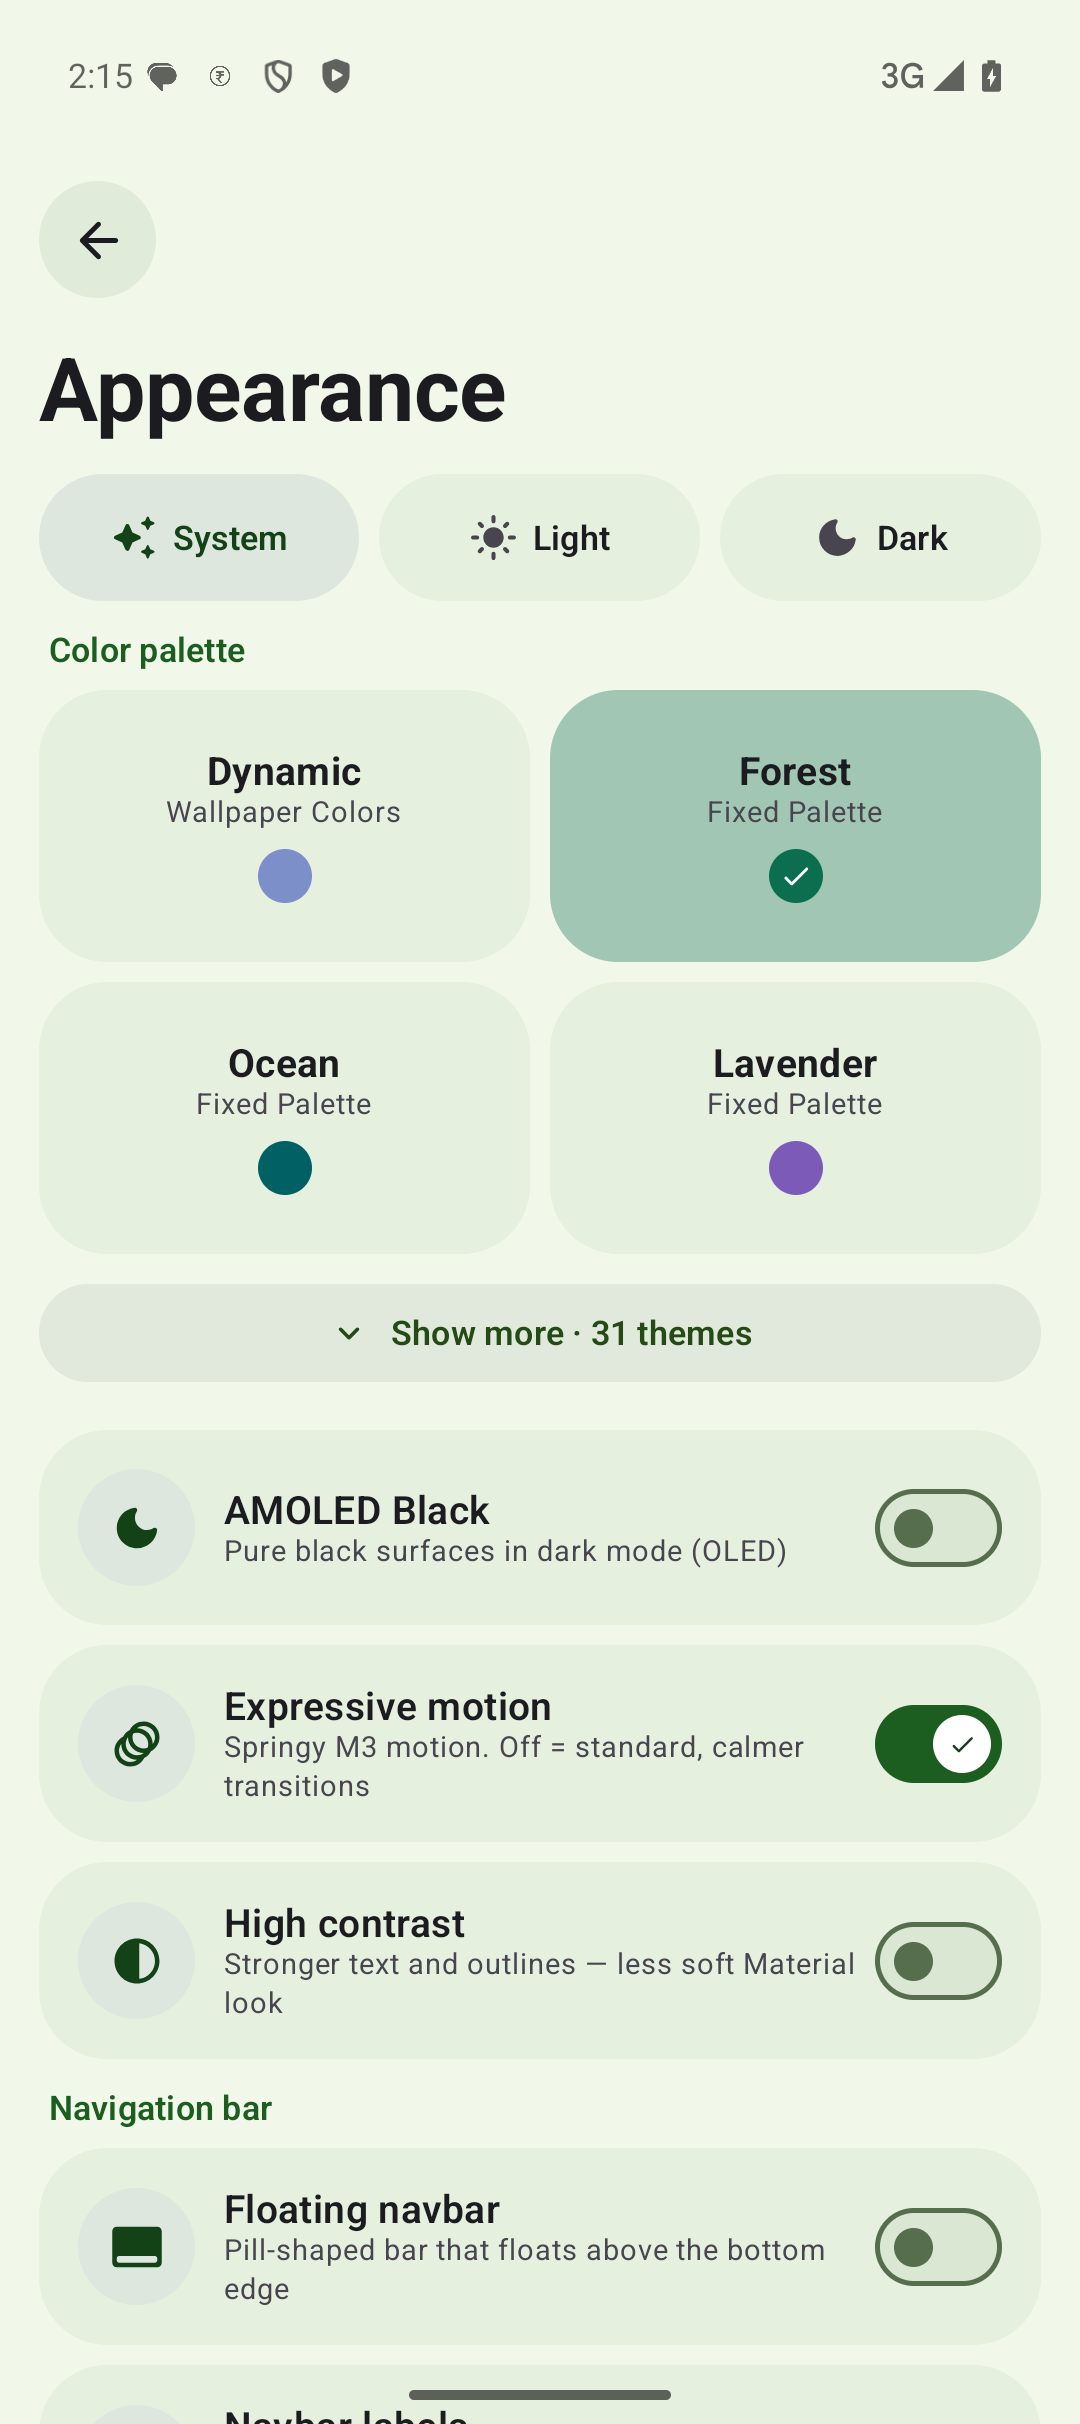 2:15
3G
Appearance
System
Light
Dark
Color palette
Dynamic
Wallpaper Colors
Forest
Fixed Palette
Ocean
Fixed Palette
Lavender
Fixed Palette
Show more · 31 themes
AMOLED Black
Pure black surfaces in dark mode (OLED)
Expressive motion
Springy M3 motion. Off = standard, calmer
transitions
High contrast
Stronger text and outlines — less soft Material
look
Navigation bar
Floating navbar
Pill-shaped bar that floats above the bottom
edge
Navbar labels